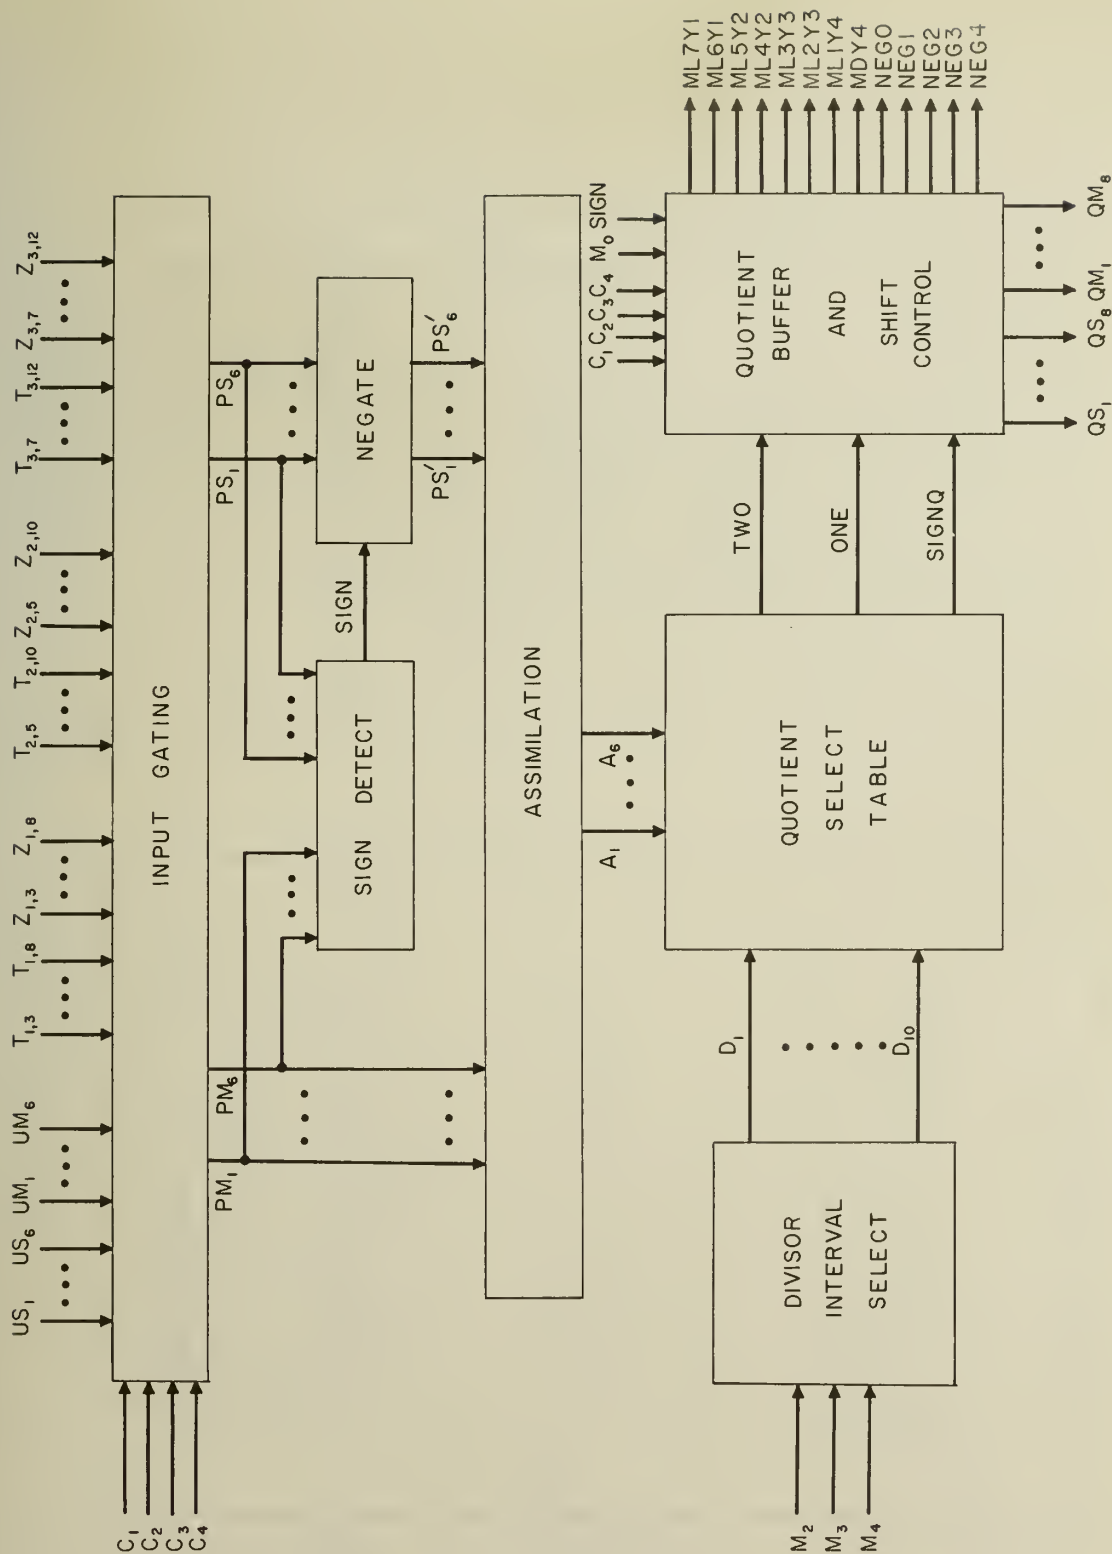 US₁ • • • US₆ UM₁ • • • UM₆ T₁,₃ • • • T₁,₈ Z₁,₃ • • • Z₁,₈ T₂,₅ • • • T₂,₁₀ Z₂,₅ • • • Z₂,₁₀ T₃,₇ • • • T₃,₁₂ Z₃,₇ • • • Z₃,₁₂
C₁
C₂
C₃
C₄
INPUT GATING
PM₁ • • • PM₆
PS₁ • • • PS₆
SIGN DETECT
SIGN
NEGATE
PS₁′ • • • PS₆′
ASSIMILATION
A₁ • • • A₆
M₂
M₃
M₄
DIVISOR
INTERVAL
SELECT
D₁
• • • • •
D₁₀
QUOTIENT
SELECT
TABLE
TWO
ONE
SIGNQ
C₁ C₂ C₃ C₄ M₀ SIGN
QUOTIENT
BUFFER
AND
SHIFT
CONTROL
ML7Y1
ML6Y1
ML5Y2
ML4Y2
ML3Y3
ML2Y3
ML1Y4
MDY4
NEG0
NEG1
NEG2
NEG3
NEG4
QS₁ • • • QS₈ QM₁ • • • QM₈